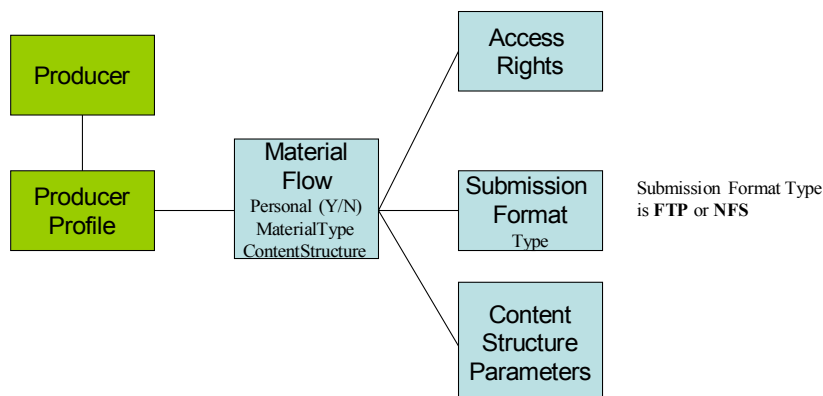 Producer
Producer
Profile
Material
Flow
Personal (Y/N)
MaterialType
ContentStructure
Access
Rights
Submission
Format
Type
Submission Format Type
is FTP or NFS
Content
Structure
Parameters